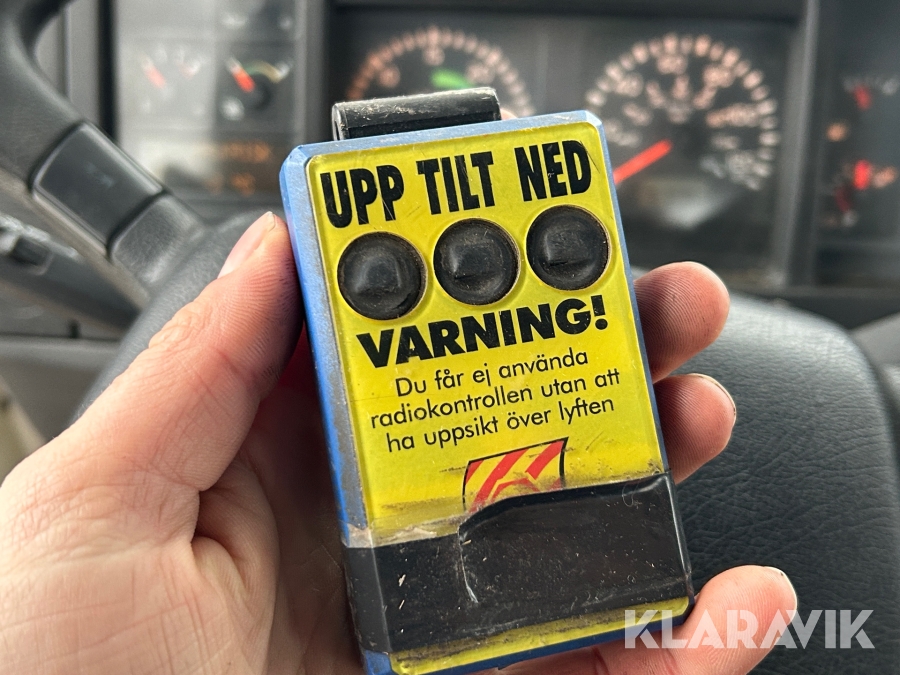 UPP TILT NED
VARNING!
Du får ej använda
radiokontrollen utan att
ha uppsikt över lyften
KLARAVIK